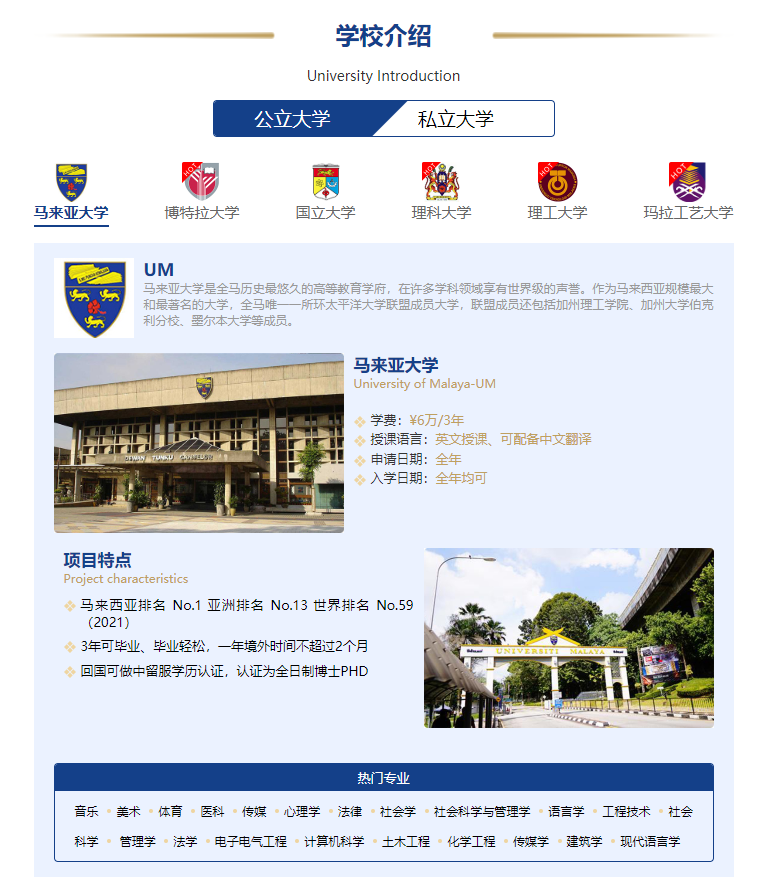 学校介绍
University Introduction
公立大学 私立大学
HOT HOT HOT HOT
马来亚大学 博特拉大学 国立大学 理科大学 理工大学 玛拉工艺大学
UM
马来亚大学是全马历史最悠久的高等教育学府，在许多学科领域享有世界级的声誉。作为马来西亚规模最大
和最著名的大学，全马唯一一所环太平洋大学联盟成员大学，联盟成员还包括加州理工学院、加州大学伯克
利分校、墨尔本大学等成员。
马来亚大学
University of Malaya-UM
学费：¥6万/3年
授课语言：英文授课、可配备中文翻译
申请日期：全年
入学日期：全年均可
DEWAN TUNKU CANSELOR
项目特点
Project characteristics
马来西亚排名 No.1 亚洲排名 No.13 世界排名 No.59
（2021）
3年可毕业、毕业轻松，一年境外时间不超过2个月
回国可做中留服学历认证，认证为全日制博士PHD
UNIVERSITI MALAYA
热门专业
音乐 美术 体育 医科 传媒 心理学 法律 社会学 社会科学与管理学 语言学 工程技术 社会
科学 管理学 法学 电子电气工程 计算机科学 土木工程 化学工程 传媒学 建筑学 现代语言学